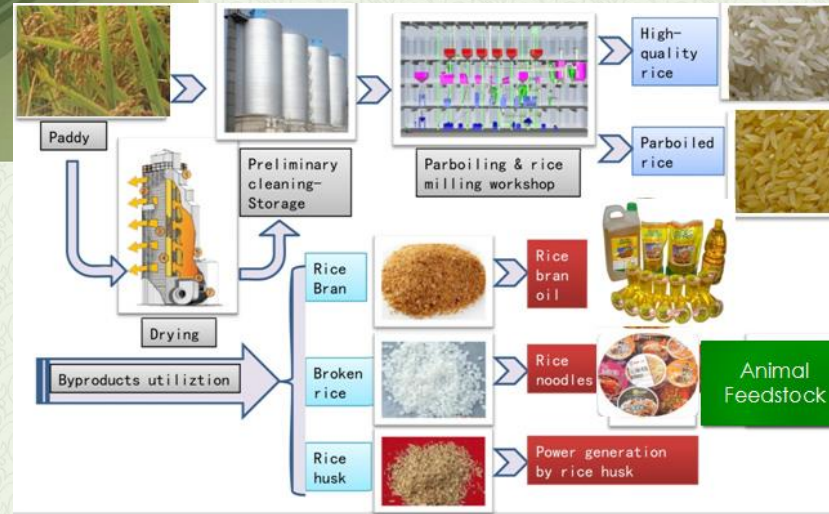 Paddy
Preliminary
cleaning-
Storage
Drying
Parboiling & rice
milling workshop
High-
quality
rice
Parboiled
rice
Byproducts utiliztion
Rice
Bran
Rice
bran
oil
Broken
rice
Rice
noodles
Animal
Feedstock
Rice
husk
Power generation
by rice husk